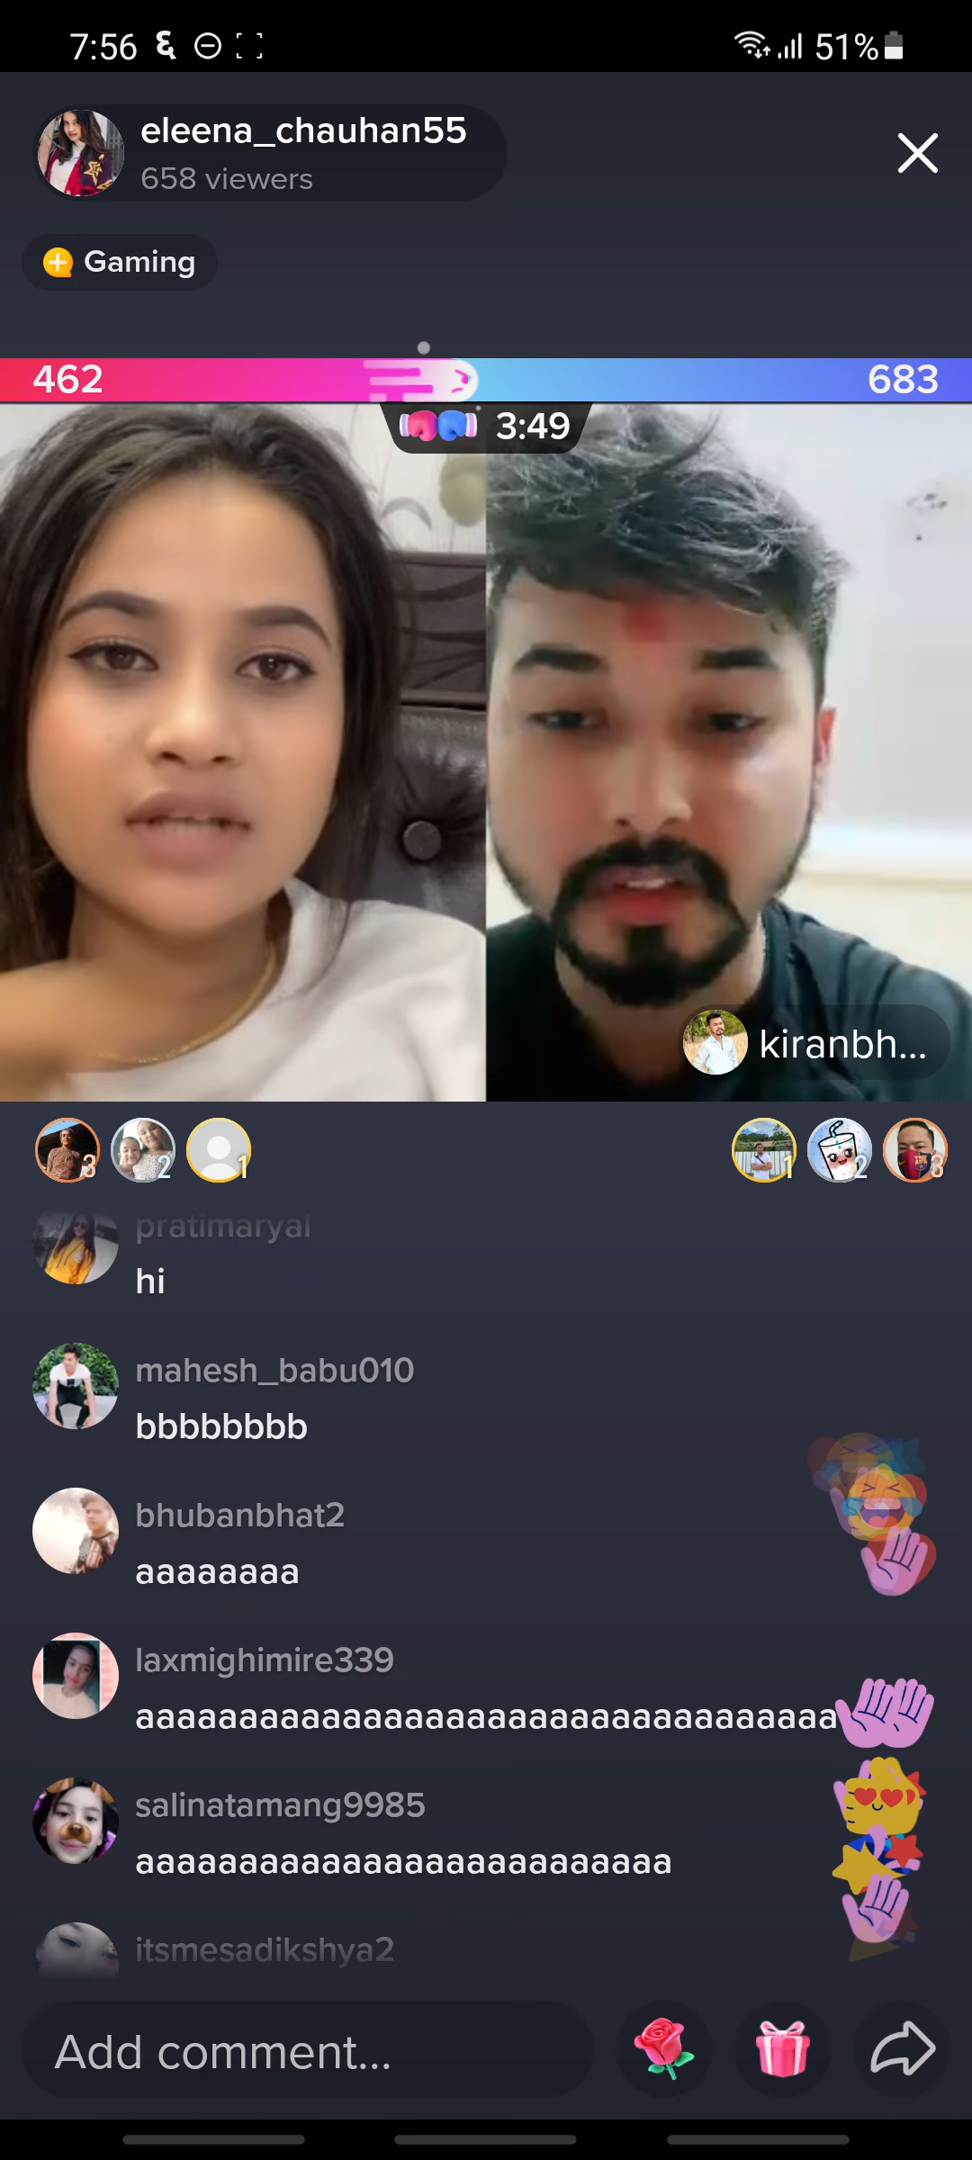 7:56
51%
eleena_chauhan55
658 viewers
Gaming
462
683
3:49
kiranbh...
3
2
1
1
2
3
pratimaryal
hi
mahesh_babu010
bbbbbbbb
bhubanbhat2
aaaaaaaa
laxmighimire339
aaaaaaaaaaaaaaaaaaaaaaaaaaaaaaaaaa
salinatamang9985
aaaaaaaaaaaaaaaaaaaaaaaaaa
itsmesadikshya2
Add comment...